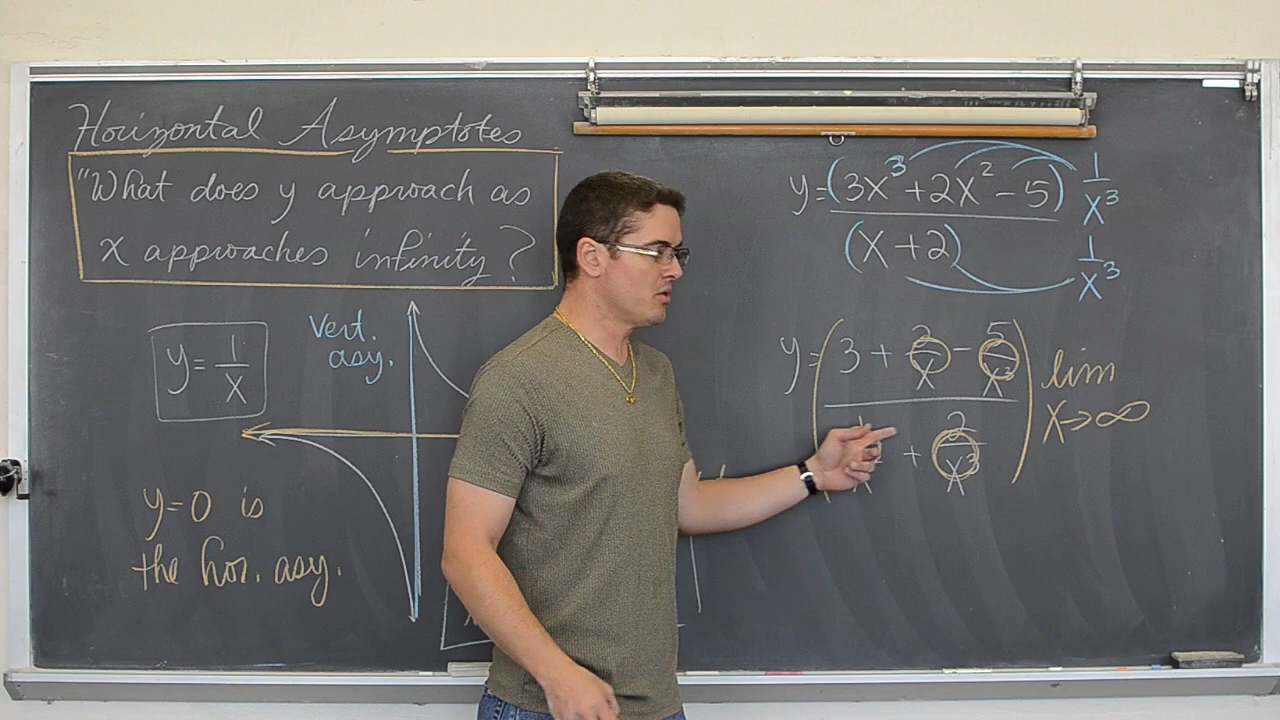 Horizontal Asymptotes
"What does y approach as
x approaches infinity?
y = 1/x
Vert.
asy.
y=0 is
the hor. asy.
y = (3x³+2x²-5) 1/x³
(x+2) 1/x³
y = (3 + 2/x - 5/x³ lim
+ 2/x³) x→∞